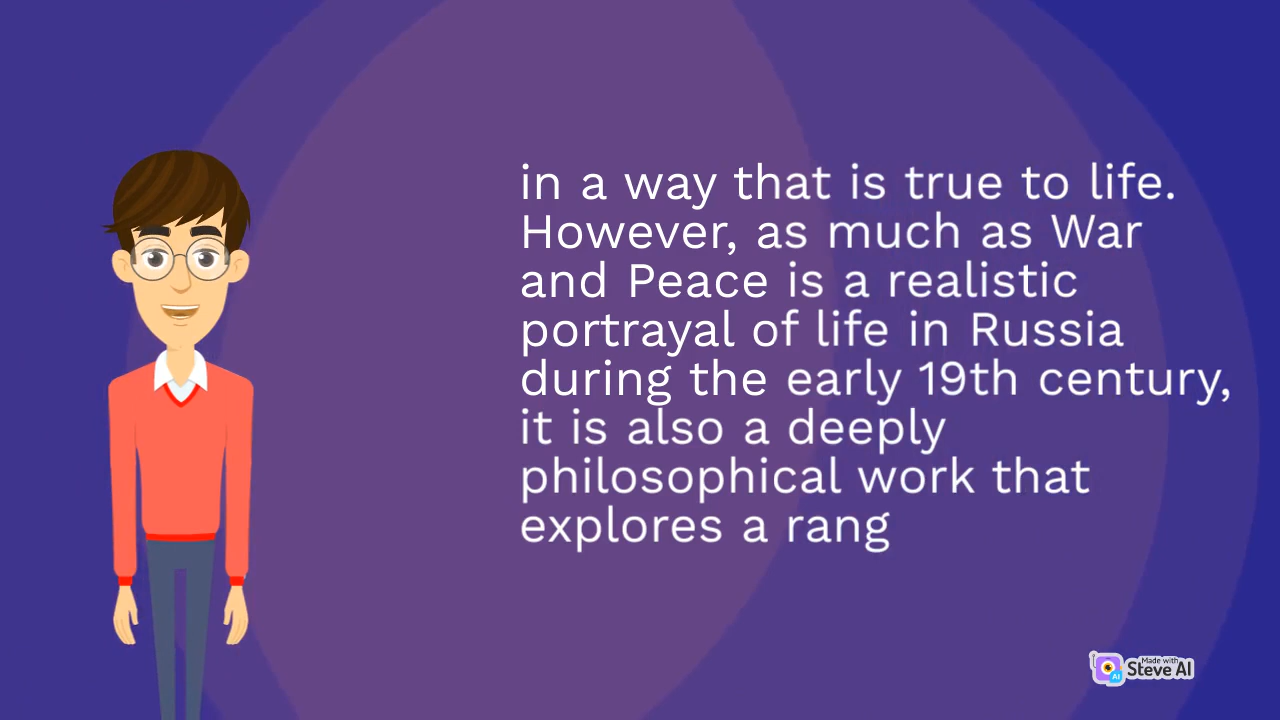 in a way that is true to life.
However, as much as War
and Peace is a realistic
portrayal of life in Russia
during the early 19th century,
it is also a deeply
philosophical work that
explores a rang
Made with
Steve AI
AI